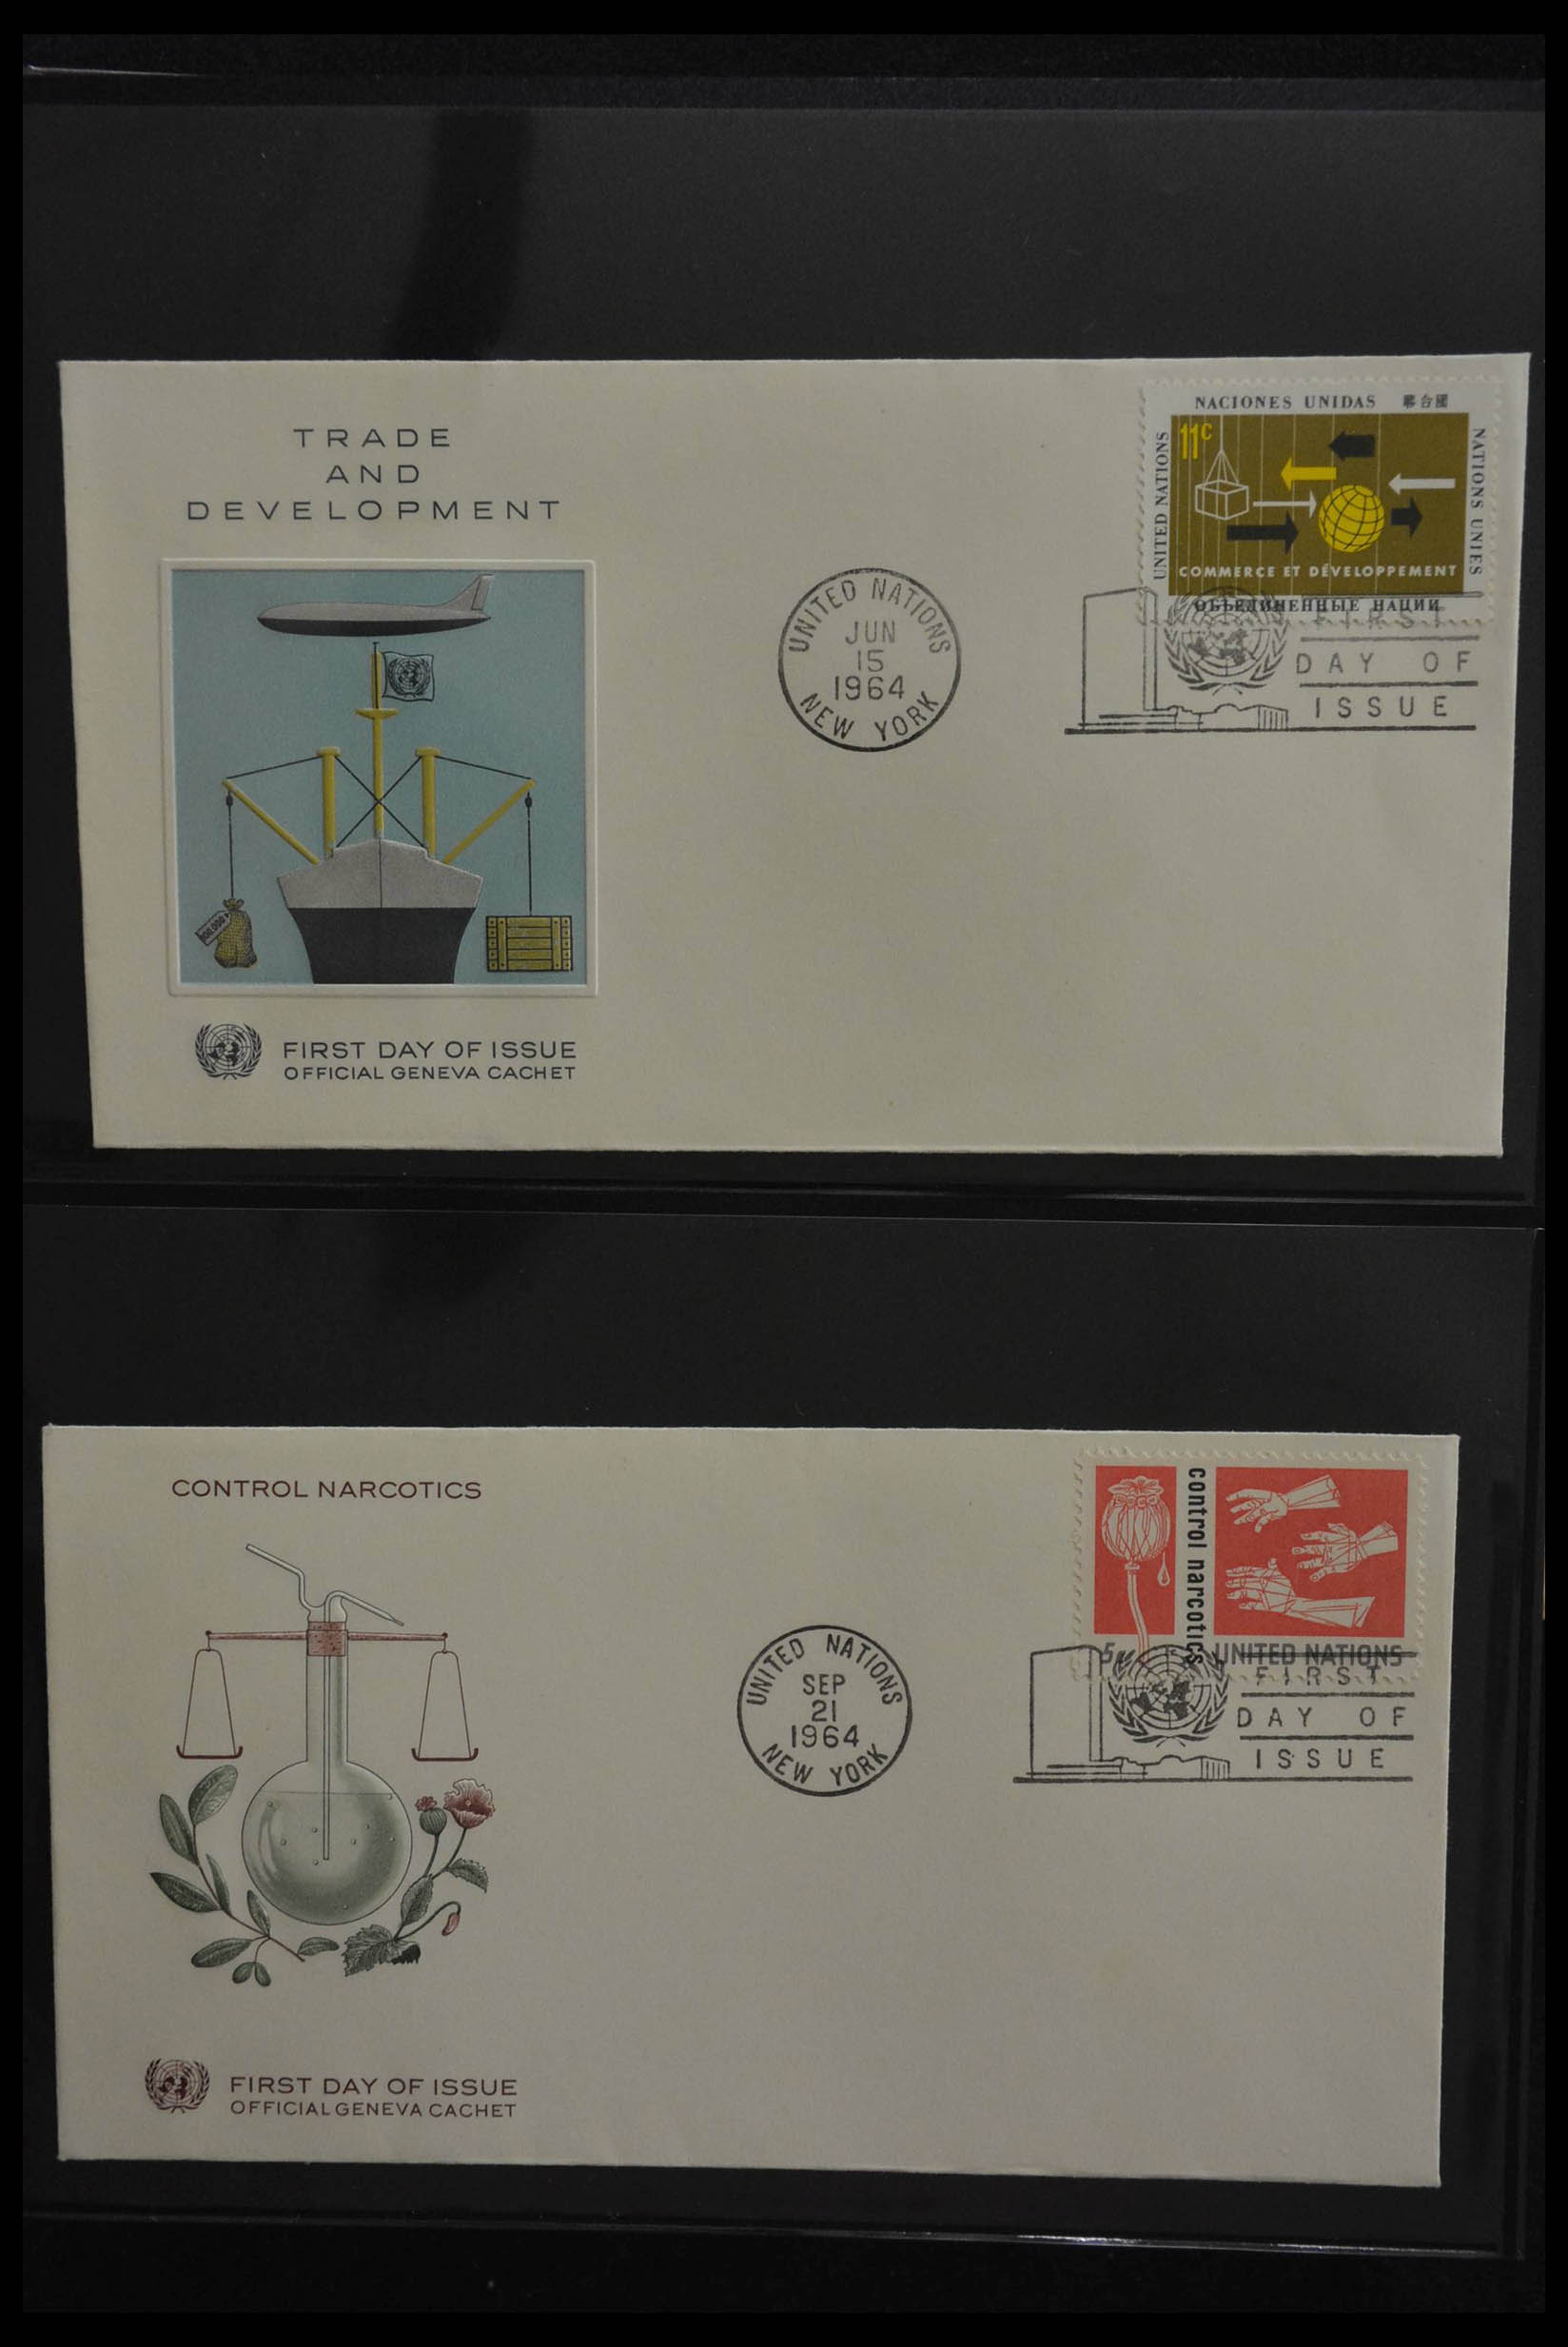 TRADE
AND
DEVELOPMENT
FIRST DAY OF ISSUE
OFFICIAL GENEVA CACHET
UNITED NATIONS
JUN
15
1964
NEW YORK
NACIONES UNIDAS 聯合國
UNITED NATIONS
NATIONS UNIES
11c
COMMERCE ET DÉVELOPPEMENT
ОБЪЕДИНЕННЫЕ НАЦИИ
FIRST
DAY OF
ISSUE
CONTROL NARCOTICS
FIRST DAY OF ISSUE
OFFICIAL GENEVA CACHET
UNITED NATIONS
SEP
21
1964
NEW YORK
control narcotics
UNITED NATIONS
FIRST
DAY OF
ISSUE